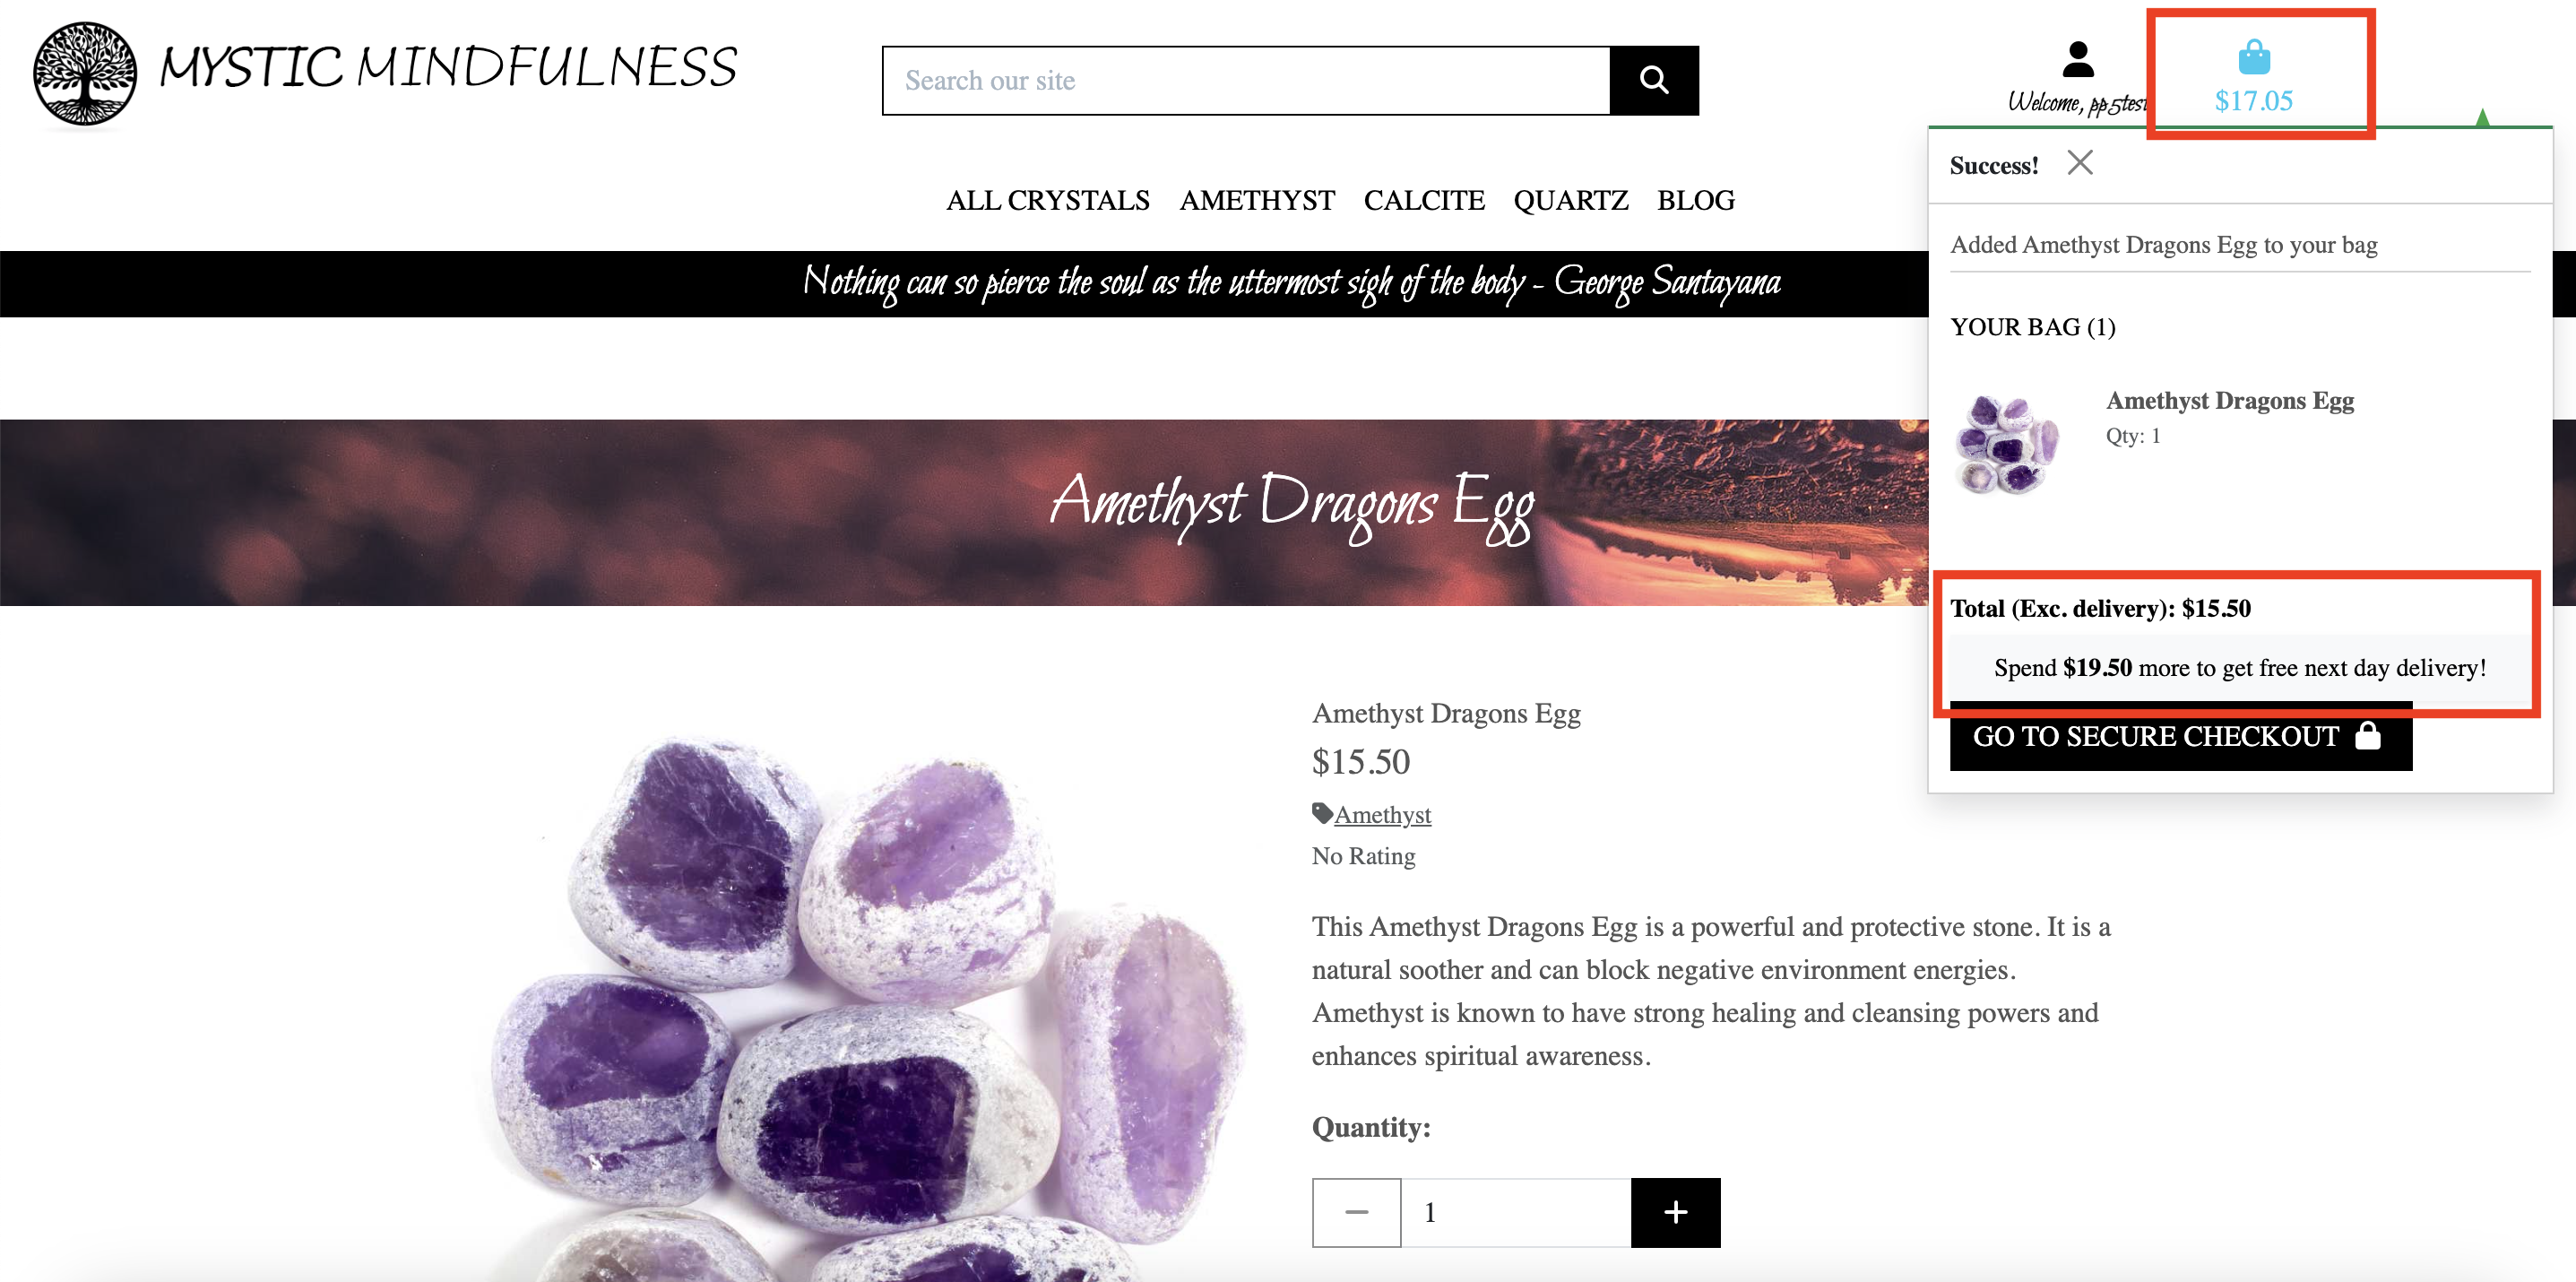 MYSTIC MINDFULNESS
Search our site
Welcome, pp5test
$17.05
ALL CRYSTALS AMETHYST CALCITE QUARTZ BLOG
Nothing can so pierce the soul as the uttermost sigh of the body - George Santayana
Success!
Added Amethyst Dragons Egg to your bag
YOUR BAG (1)
Amethyst Dragons Egg
Qty: 1
Total (Exc. delivery): $15.50
Spend $19.50 more to get free next day delivery!
GO TO SECURE CHECKOUT
Amethyst Dragons Egg
Amethyst Dragons Egg
$15.50
Amethyst
No Rating
This Amethyst Dragons Egg is a powerful and protective stone. It is a
natural soother and can block negative environment energies.
Amethyst is known to have strong healing and cleansing powers and
enhances spiritual awareness.
Quantity:
1